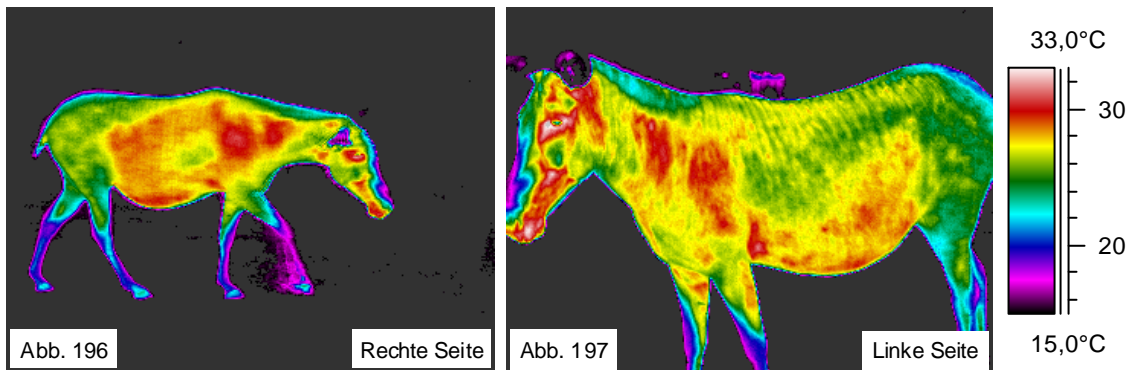 Abb. 196
Rechte Seite
Abb. 197
Linke Seite
33,0°C
30
20
15,0°C